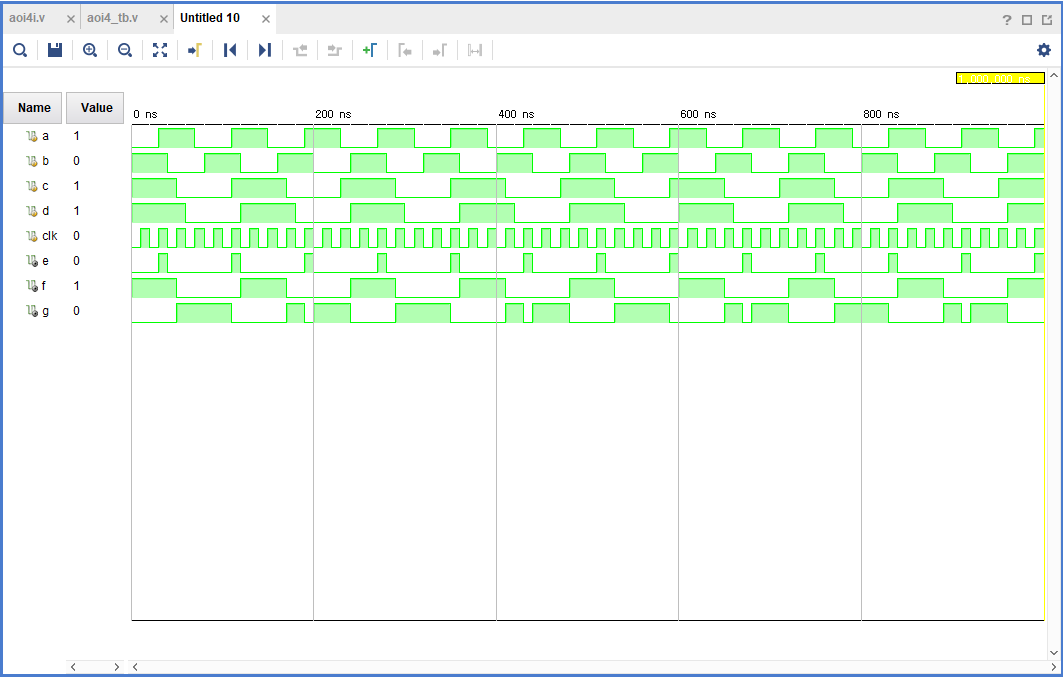 aoi4i.v × aoi4_tb.v × Untitled 10 × ?
Name Value 0 ns 200 ns 400 ns 600 ns 800 ns
a 1
b 0
c 1
d 1
clk 0
e 0
f 1
g 0